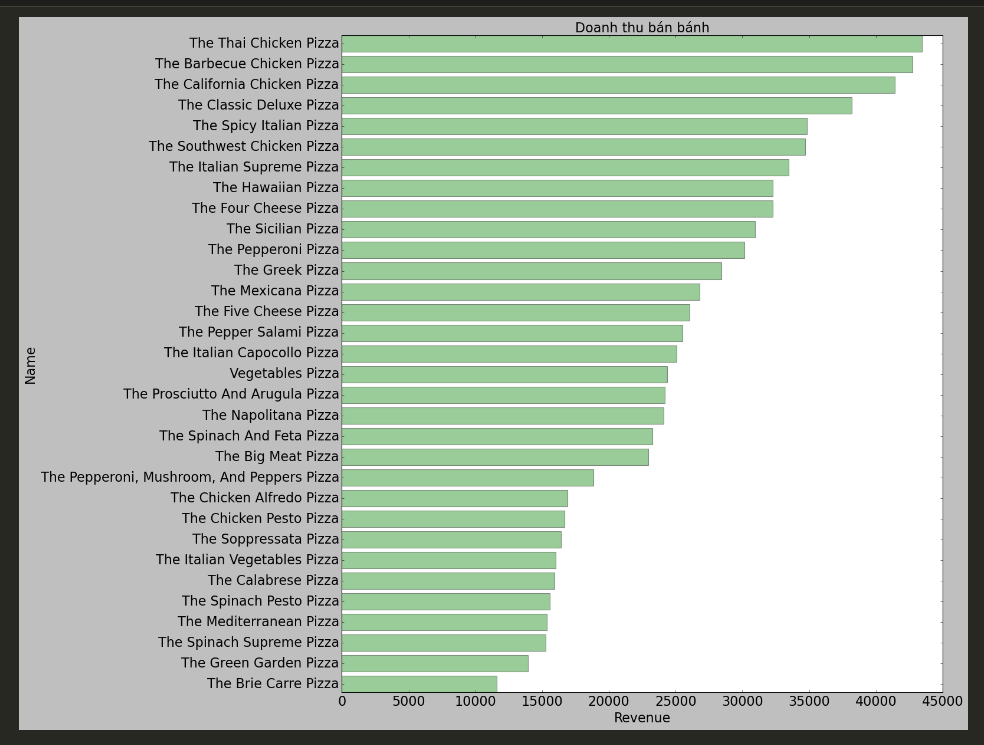 Doanh thu bán bánh
The Thai Chicken Pizza
The Barbecue Chicken Pizza
The California Chicken Pizza
The Classic Deluxe Pizza
The Spicy Italian Pizza
The Southwest Chicken Pizza
The Italian Supreme Pizza
The Hawaiian Pizza
The Four Cheese Pizza
The Sicilian Pizza
The Pepperoni Pizza
The Greek Pizza
The Mexicana Pizza
The Five Cheese Pizza
The Pepper Salami Pizza
The Italian Capocollo Pizza
Vegetables Pizza
The Prosciutto And Arugula Pizza
The Napolitana Pizza
The Spinach And Feta Pizza
The Big Meat Pizza
The Pepperoni, Mushroom, And Peppers Pizza
The Chicken Alfredo Pizza
The Chicken Pesto Pizza
The Soppressata Pizza
The Italian Vegetables Pizza
The Calabrese Pizza
The Spinach Pesto Pizza
The Mediterranean Pizza
The Spinach Supreme Pizza
The Green Garden Pizza
The Brie Carre Pizza
Name
0 5000 10000 15000 20000 25000 30000 35000 40000 45000
Revenue